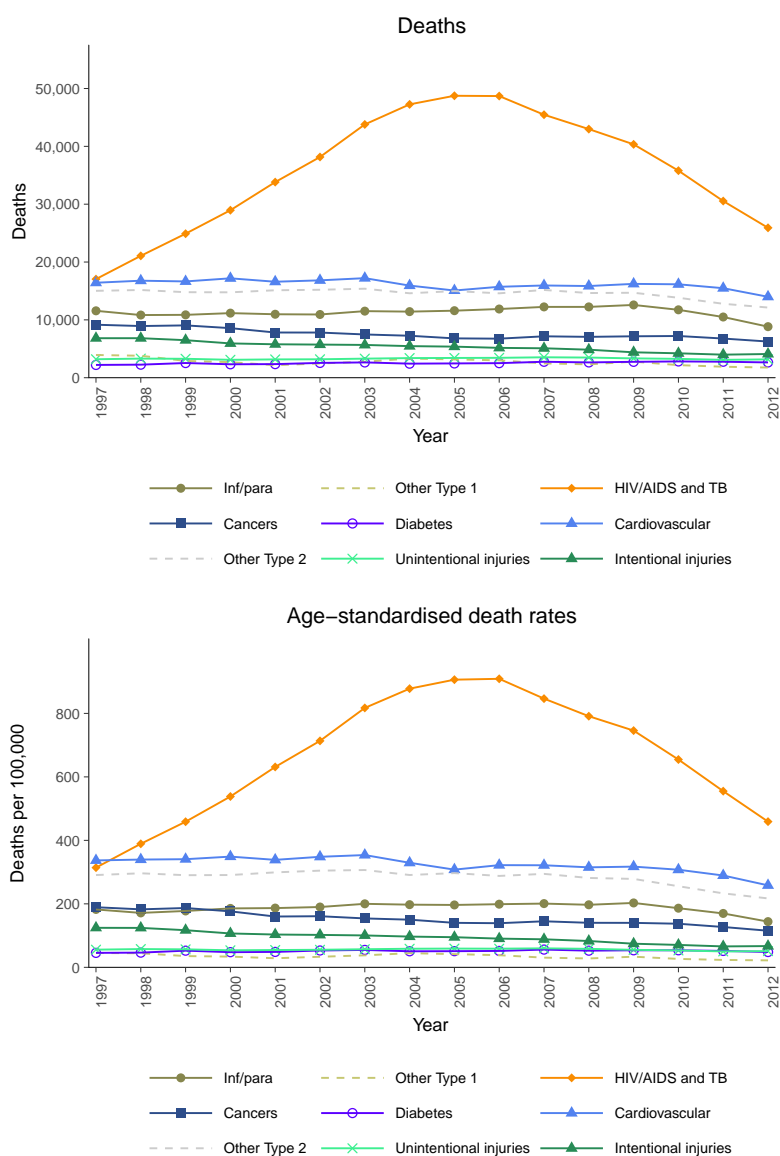 Deaths
50,000
40,000
30,000
20,000
10,000
0
Deaths
1997 1998 1999 2000 2001 2002 2003 2004 2005 2006 2007 2008 2009 2010 2011 2012
Year
Inf/para Other Type 1 HIV/AIDS and TB
Cancers Diabetes Cardiovascular
Other Type 2 Unintentional injuries Intentional injuries
Age−standardised death rates
800
600
400
200
0
Deaths per 100,000
1997 1998 1999 2000 2001 2002 2003 2004 2005 2006 2007 2008 2009 2010 2011 2012
Year
Inf/para Other Type 1 HIV/AIDS and TB
Cancers Diabetes Cardiovascular
Other Type 2 Unintentional injuries Intentional injuries